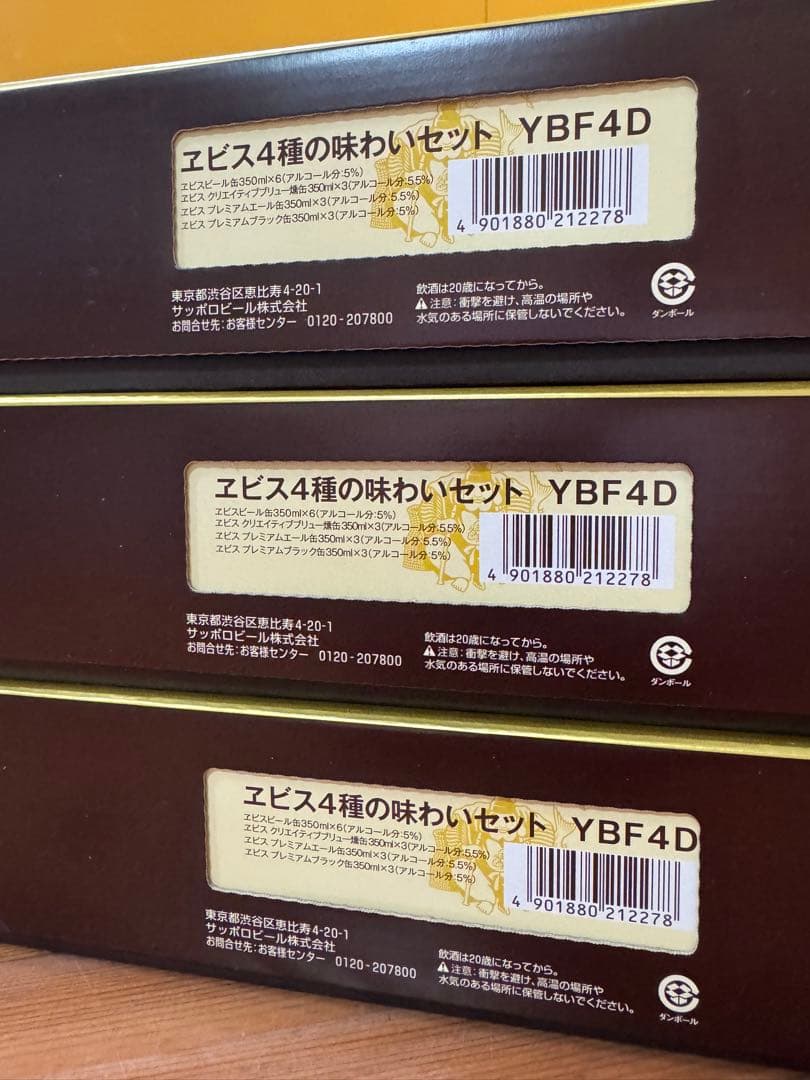 ヱビス4種の味わいセット YBF4D
ヱビスビール缶350ml×6(アルコール分:5%)
ヱビス クリエイティブブリュー燻缶350ml×3(アルコール分:5.5%)
ヱビス プレミアムエール缶350ml×3(アルコール分:5.5%)
ヱビス プレミアムブラック缶350ml×3(アルコール分:5%)
4 901880 212278
東京都渋谷区恵比寿4-20-1
サッポロビール株式会社
お問合せ先:お客様センター 0120-207800
飲酒は20歳になってから。
注意:衝撃を避け、高温の場所や
水気のある場所に保管しないでください。
ダンボール
ヱビス4種の味わいセット YBF4D
ヱビスビール缶350ml×6(アルコール分:5%)
ヱビス クリエイティブブリュー燻缶350ml×3(アルコール分:5.5%)
ヱビス プレミアムエール缶350ml×3(アルコール分:5.5%)
ヱビス プレミアムブラック缶350ml×3(アルコール分:5%)
4 901880 212278
東京都渋谷区恵比寿4-20-1
サッポロビール株式会社
お問合せ先:お客様センター 0120-207800
飲酒は20歳になってから。
注意:衝撃を避け、高温の場所や
水気のある場所に保管しないでください。
ダンボール
ヱビス4種の味わいセット YBF4D
ヱビスビール缶350ml×6(アルコール分:5%)
ヱビス クリエイティブブリュー燻缶350ml×3(アルコール分:5.5%)
ヱビス プレミアムエール缶350ml×3(アルコール分:5.5%)
ヱビス プレミアムブラック缶350ml×3(アルコール分:5%)
4 901880 212278
東京都渋谷区恵比寿4-20-1
サッポロビール株式会社
お問合せ先:お客様センター 0120-207800
飲酒は20歳になってから。
注意:衝撃を避け、高温の場所や
水気のある場所に保管しないでください。
ダンボール